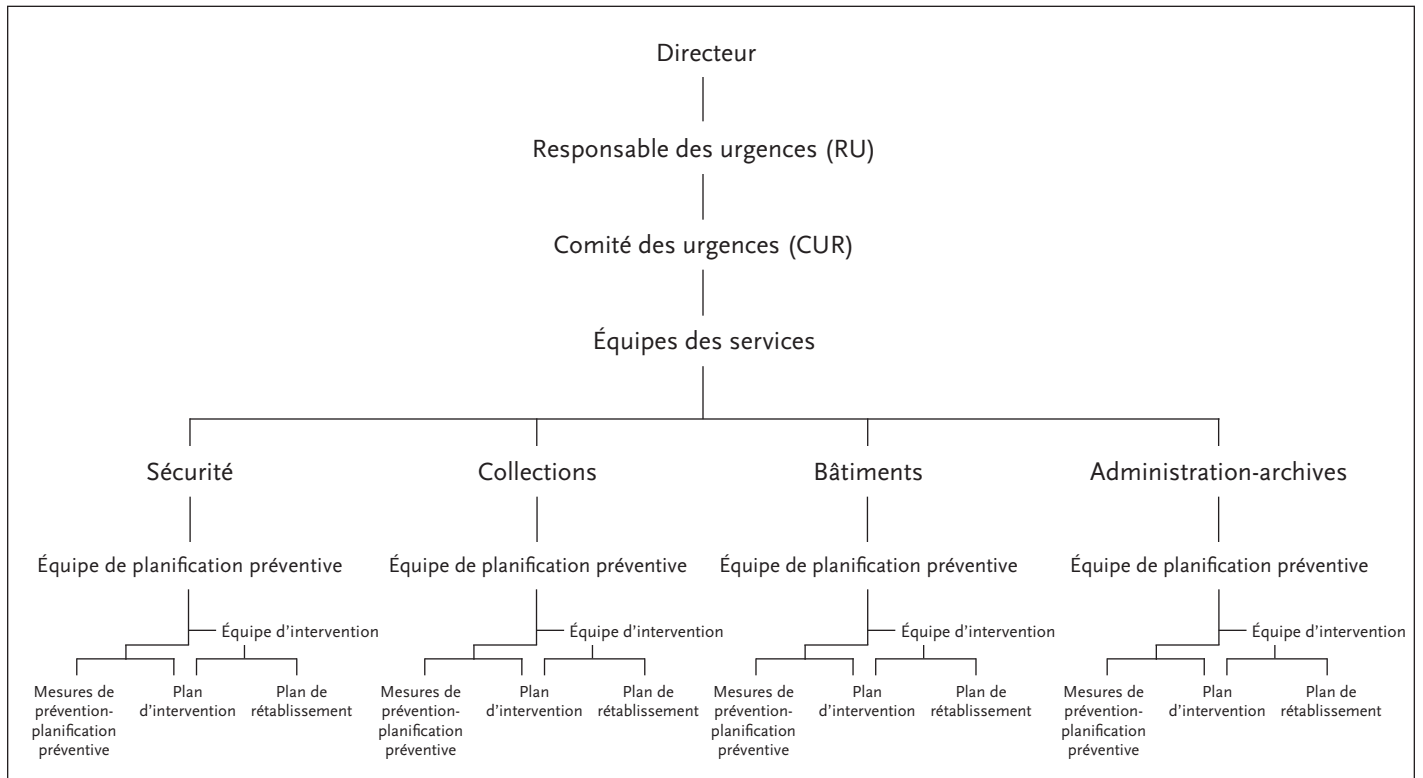 Directeur
Responsable des urgences (RU)
Comité des urgences (CUR)
Équipes des services
Sécurité
Collections
Bâtiments
Administration-archives
Équipe de planification préventive
Équipe de planification préventive
Équipe de planification préventive
Équipe de planification préventive
Équipe d'intervention
Équipe d'intervention
Équipe d'intervention
Équipe d'intervention
Mesures de
prévention-
planification
préventive
Plan
d'intervention
Plan de
rétablissement
Mesures de
prévention-
planification
préventive
Plan
d'intervention
Plan de
rétablissement
Mesures de
prévention-
planification
préventive
Plan
d'intervention
Plan de
rétablissement
Mesures de
prévention-
planification
préventive
Plan
d'intervention
Plan de
rétablissement